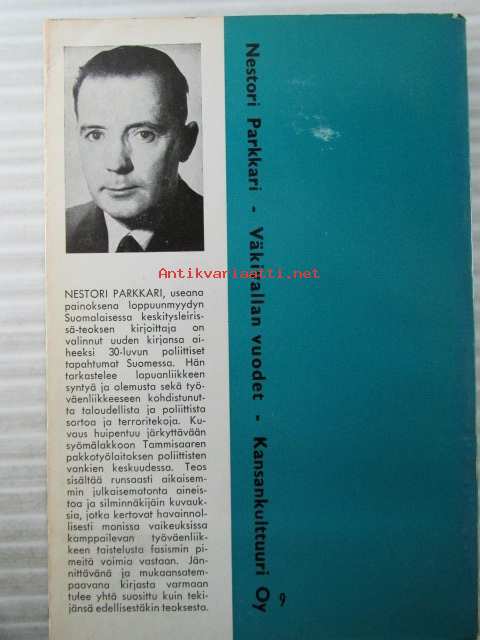 Nestori Parkkari - Väkivallan vuodet - Kansankulttuuri Oy
9
Antikvariaatti.net
NESTORI PARKKARI, useana
painoksena loppuunmyydyn
Suomalaisessa keskitysleiris-
sä-teoksen kirjoittaja on
valinnut uuden kirjansa ai-
heeksi 30-luvun poliittiset
tapahtumat Suomessa. Hän
tarkastelee lapuanliikkeen
syntyä ja olemusta sekä työ-
väenliikkeeseen kohdistunut-
ta taloudellista ja poliittista
sortoa ja terroritekoja. Ku-
vaus huipentuu järkyttävään
syömälakkoon Tammisaaren
pakkotyölaitoksen poliittisten
vankien keskuudessa. Teos
sisältää runsaasti aikaisem-
min julkaisematonta aineis-
toa ja silminnäkijäin kuvauk-
sia, jotka kertovat havainnol-
lisesti monissa vaikeuksissa
kamppailevan työväenliik-
keen taistelusta fasismin pi-
meitä voimia vastaan. Jän-
nittävänä ja mukaansatem-
paavana kirjasta varmaan
tulee yhtä suosittu kuin teki-
jänsä edellisestäkin teoksesta.